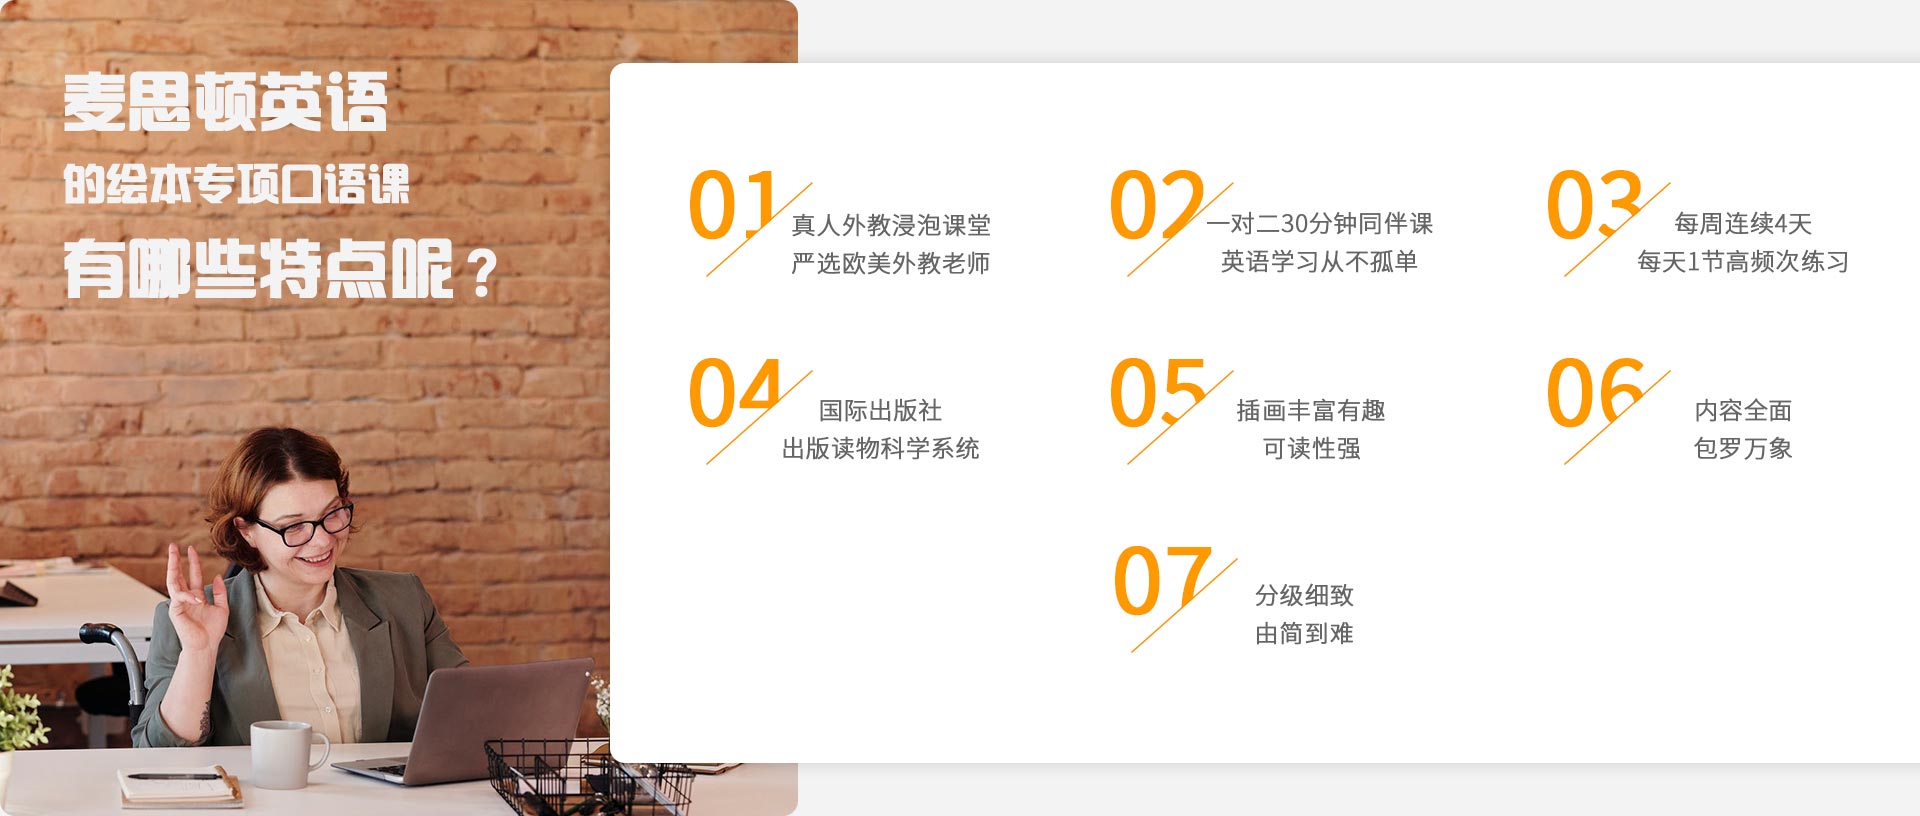 麦思顿英语
的绘本专项口语课
有哪些特点呢？
01
真人外教浸泡课堂
严选欧美外教老师
02
一对二30分钟同伴课
英语学习从不孤单
03
每周连续4天
每天1节高频次练习
04
国际出版社
出版读物科学系统
05
插画丰富有趣
可读性强
06
内容全面
包罗万象
07
分级细致
由简到难